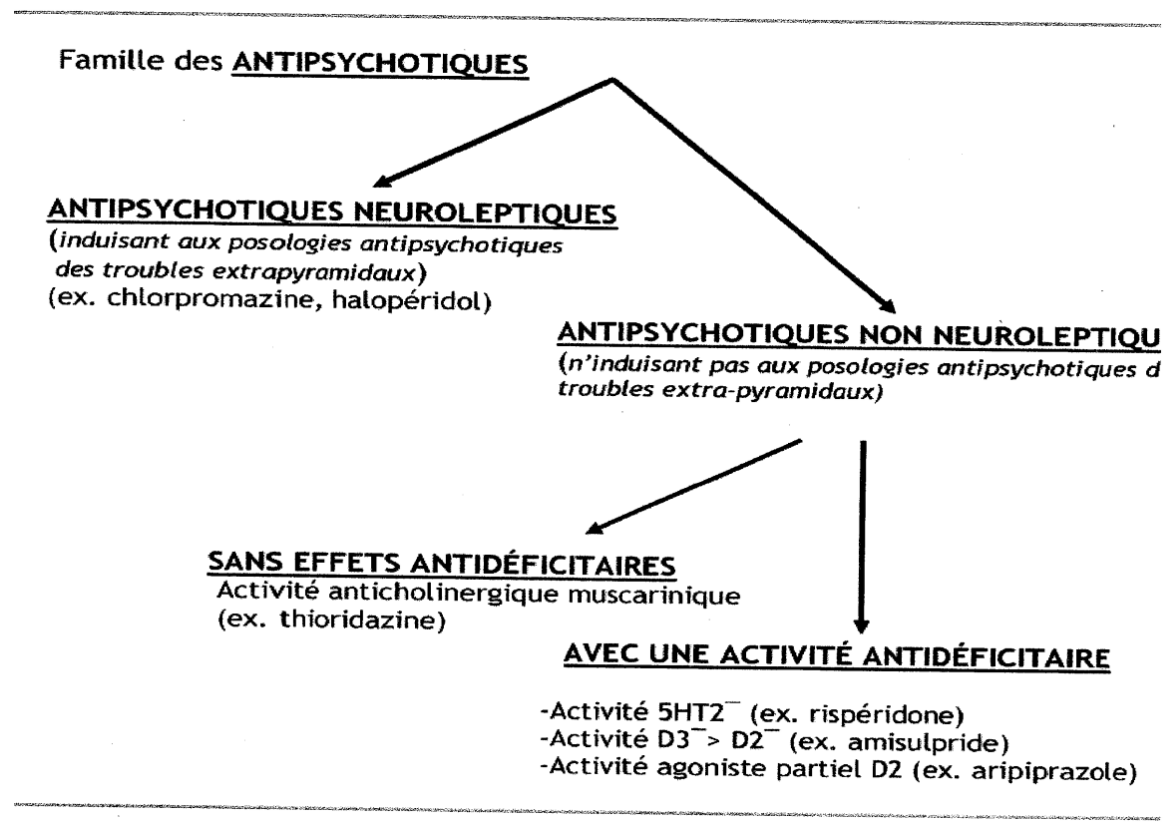 Famille des ANTIPSYCHOTIQUES
ANTIPSYCHOTIQUES NEUROLEPTIQUES
(induisant aux posologies antipsychotiques
des troubles extrapyramidaux)
(ex. chlorpromazine, halopéridol)
ANTIPSYCHOTIQUES NON NEUROLEPTIQU
(n'induisant pas aux posologies antipsychotiques d
troubles extra-pyramidaux)
SANS EFFETS ANTIDÉFICITAIRES
Activité anticholinergique muscarinique
(ex. thioridazine)
AVEC UNE ACTIVITÉ ANTIDÉFICITAIRE
-Activité 5HT2⁻ (ex. rispéridone)
-Activité D3⁻> D2⁻ (ex. amisulpride)
-Activité agoniste partiel D2 (ex. aripiprazole)